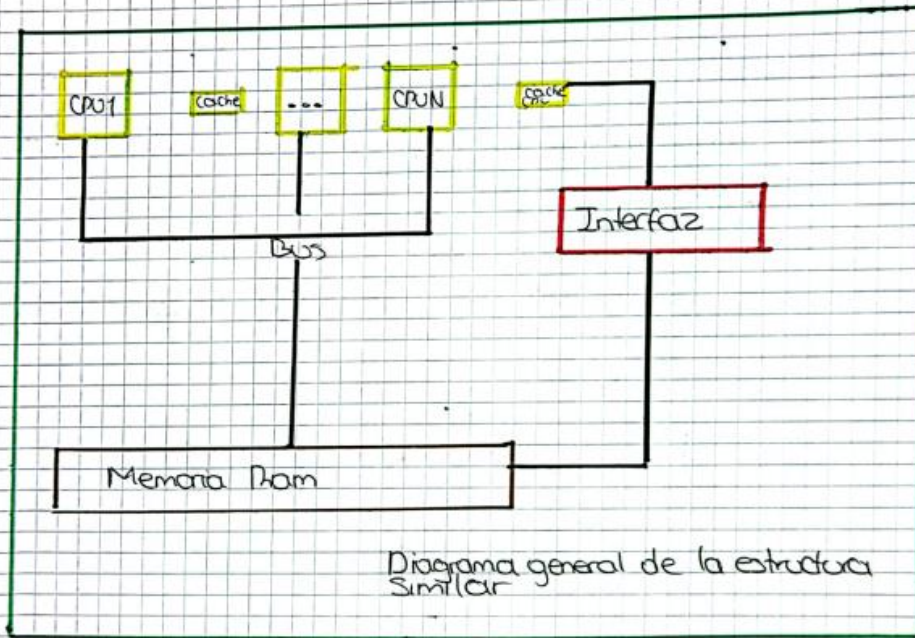 CPU1
cache
...
CPUN
cache
Interfaz
BUS
Memoria Ram
Diagrama general de la estructura
Similar